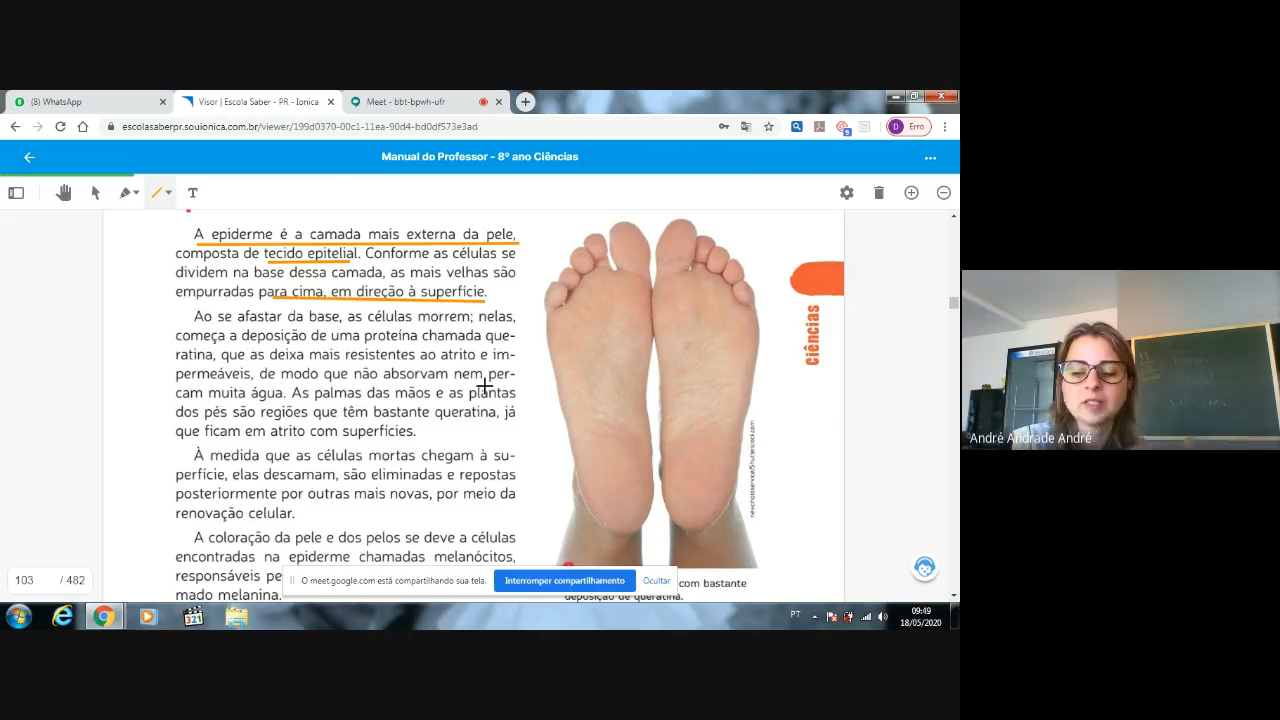 (8) WhatsApp
Visor | Escola Saber - PR - Ionica
Meet - bbt-bpwh-ufr
escolasaberpr.souionica.com.br/viewer/199d0370-00c1-11ea-90d4-bd0df573e3ad
D
Erro
Manual do Professor - 8º ano Ciências
T
A epiderme é a camada mais externa da pele,
composta de tecido epitelial. Conforme as células se
dividem na base dessa camada, as mais velhas são
empurradas para cima, em direção à superfície.
Ao se afastar da base, as células morrem; nelas,
começa a deposição de uma proteína chamada que-
ratina, que as deixa mais resistentes ao atrito e im-
permeáveis, de modo que não absorvam nem per-
cam muita água. As palmas das mãos e as plantas
dos pés são regiões que têm bastante queratina, já
que ficam em atrito com superfícies.
À medida que as células mortas chegam à su-
perfície, elas descamam, são eliminadas e repostas
posteriormente por outras mais novas, por meio da
renovação celular.
A coloração da pele e dos pelos se deve a células
encontradas na epiderme chamadas melanócitos,
responsáveis pe
mado melanina.
Ciências
newphotoservice/Shutterstock.com
com bastante
deposição de queratina.
103 / 482
O meet.google.com está compartilhando sua tela.
Interromper compartilhamento
Ocultar
PT
09:49
18/05/2020
321
André Andrade André